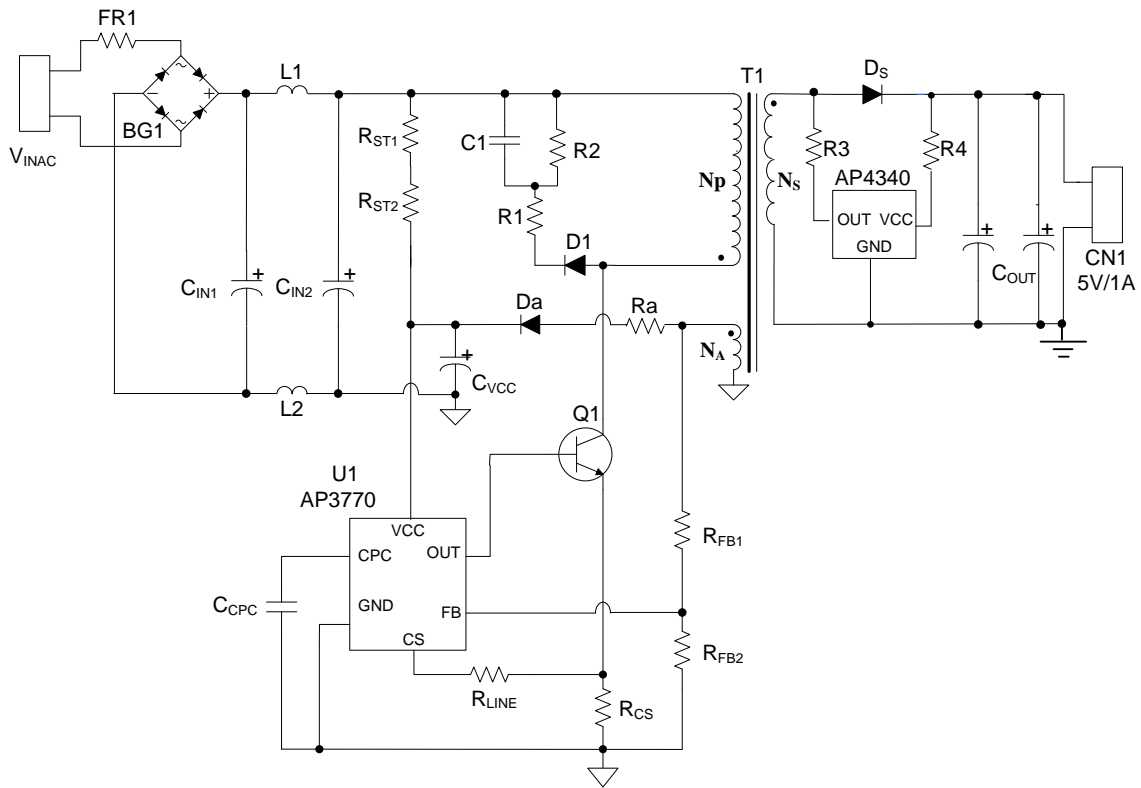 FR1
L1
T1
DS
BG1
VINAC
+
RST1
C1
R2
R3
R4
AP4340
RST2
Np
NS
R1
OUT
VCC
GND
D1
+
+
CIN1
CIN2
+
+
COUT
CN1
5V/1A
Da
Ra
NA
+
CVCC
L2
Q1
U1
AP3770
VCC
CPC
OUT
RFB1
CCPC
GND
FB
CS
RFB2
RLINE
RCS